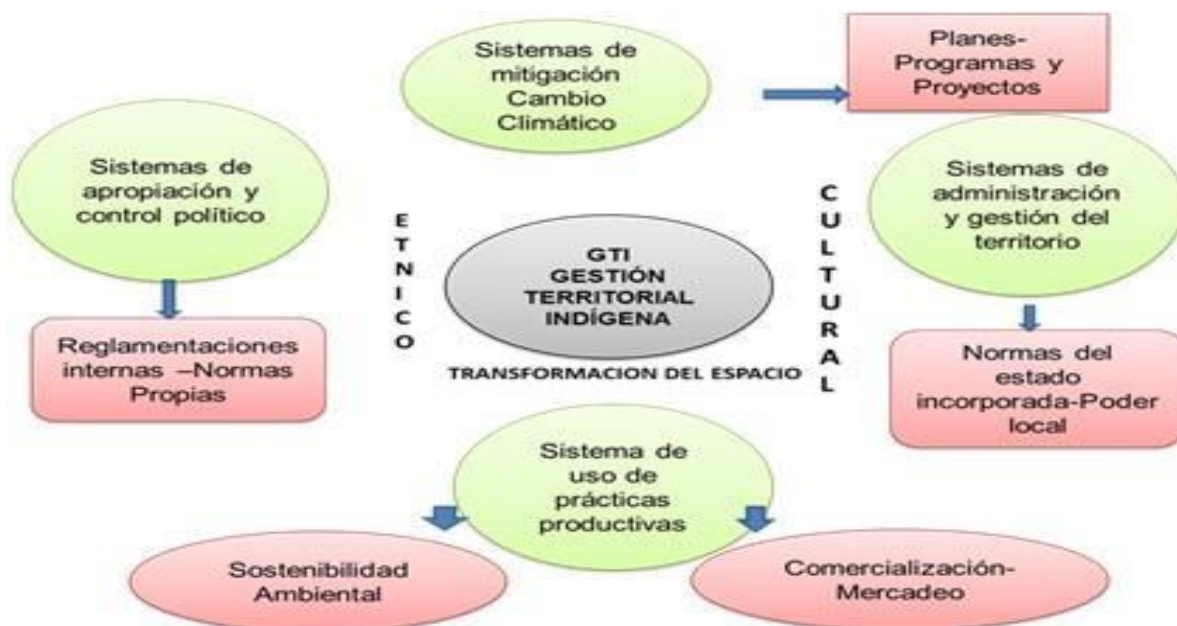 Sistemas de
mitigación
Cambio
Climático
Planes-
Programas y
Proyectos
Sistemas de
apropiación y
control político
Sistemas de
administración
y gestión del
territorio
ETNICO
GTI
GESTIÓN
TERRITORIAL
INDÍGENA
CULTURAL
TRANSFORMACION DEL ESPACIO
Reglamentaciones
internas –Normas
Propias
Normas del
estado
incorporada-Poder
local
Sistema de
uso de
prácticas
productivas
Sostenibilidad
Ambiental
Comercialización-
Mercadeo